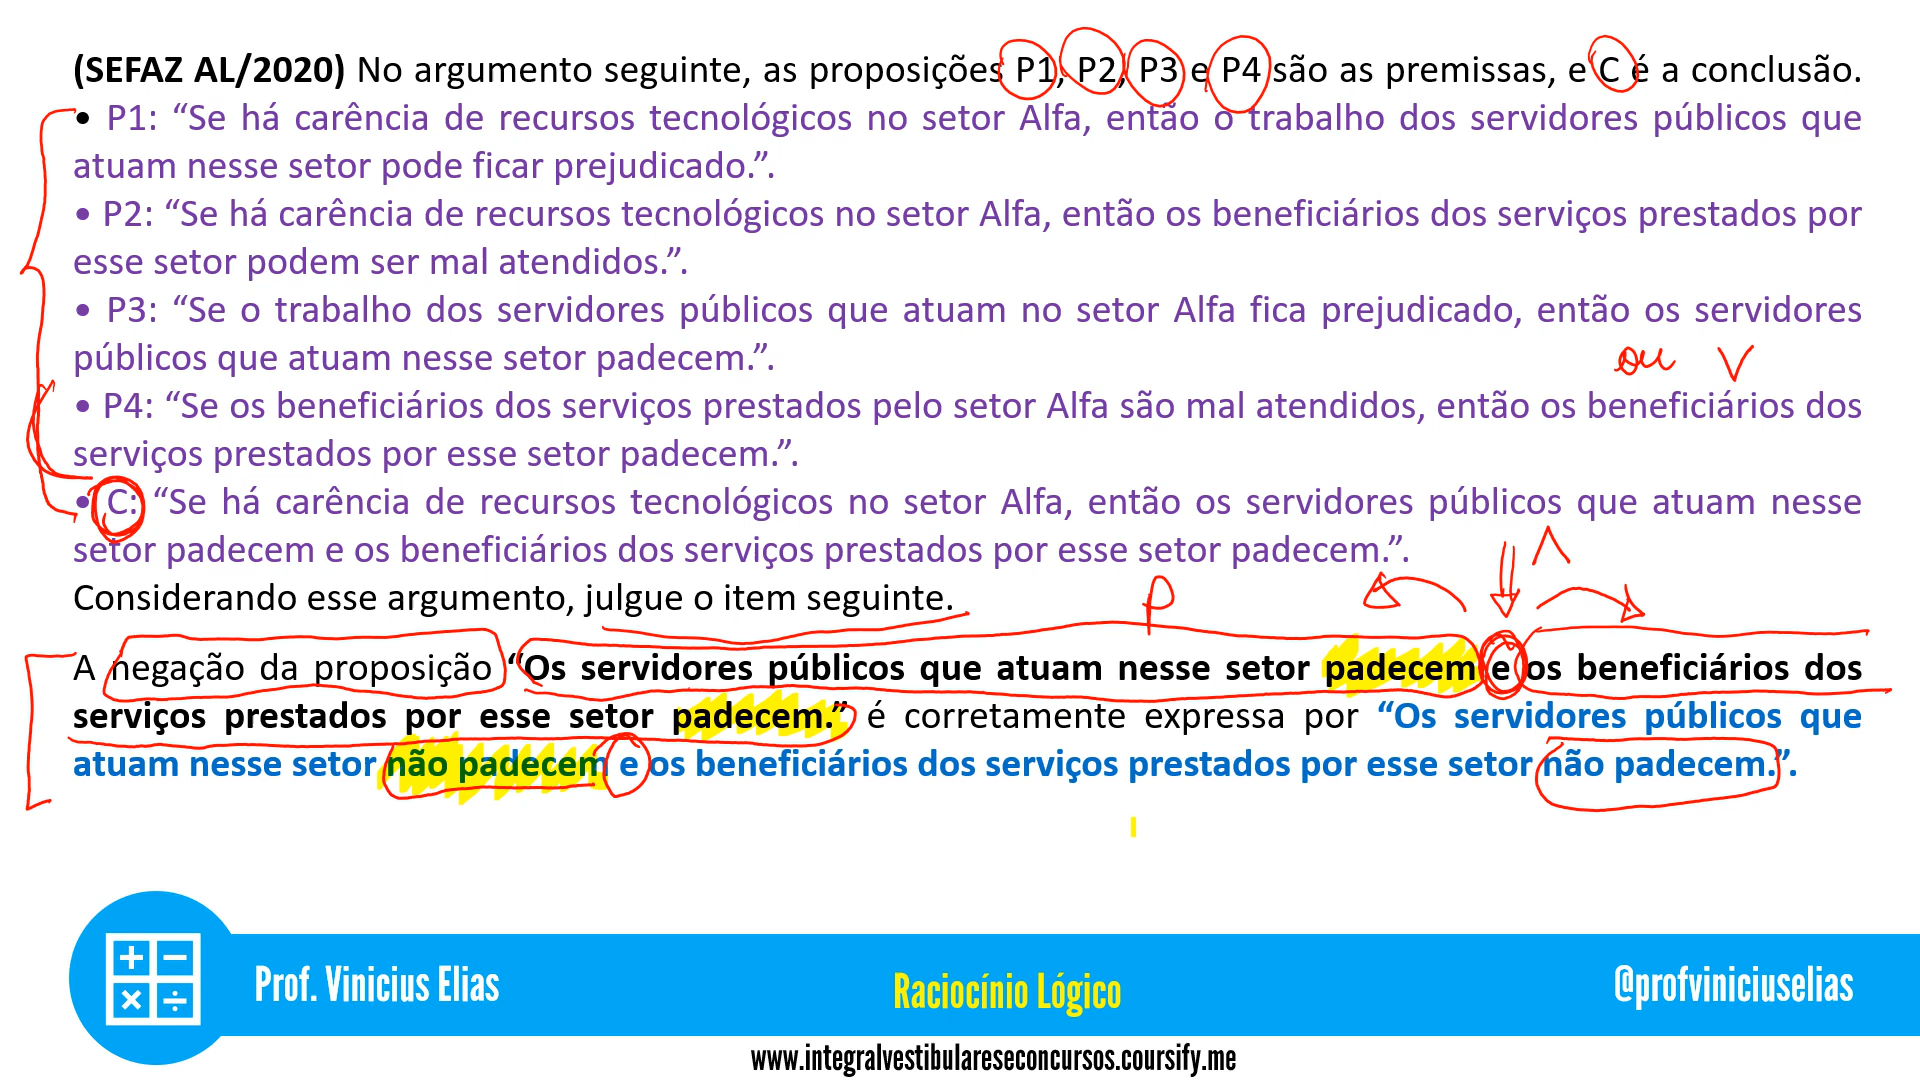 (SEFAZ AL/2020) No argumento seguinte, as proposições P1, P2, P3 e P4 são as premissas, e C é a conclusão.
• P1: “Se há carência de recursos tecnológicos no setor Alfa, então o trabalho dos servidores públicos que
atuam nesse setor pode ficar prejudicado.”.
• P2: “Se há carência de recursos tecnológicos no setor Alfa, então os beneficiários dos serviços prestados por
esse setor podem ser mal atendidos.”.
• P3: “Se o trabalho dos servidores públicos que atuam no setor Alfa fica prejudicado, então os servidores
públicos que atuam nesse setor padecem.”.
ou V
• P4: “Se os beneficiários dos serviços prestados pelo setor Alfa são mal atendidos, então os beneficiários dos
serviços prestados por esse setor padecem.”.
• C: “Se há carência de recursos tecnológicos no setor Alfa, então os servidores públicos que atuam nesse
setor padecem e os beneficiários dos serviços prestados por esse setor padecem.”.
Λ
Considerando esse argumento, julgue o item seguinte.
P
A negação da proposição “Os servidores públicos que atuam nesse setor padecem e os beneficiários dos
serviços prestados por esse setor padecem.” é corretamente expressa por “Os servidores públicos que
atuam nesse setor não padecem e os beneficiários dos serviços prestados por esse setor não padecem.”.
Prof. Vinicius Elias
Raciocínio Lógico
@profviniciuselias
www.integralvestibulareseconcursos.coursify.me